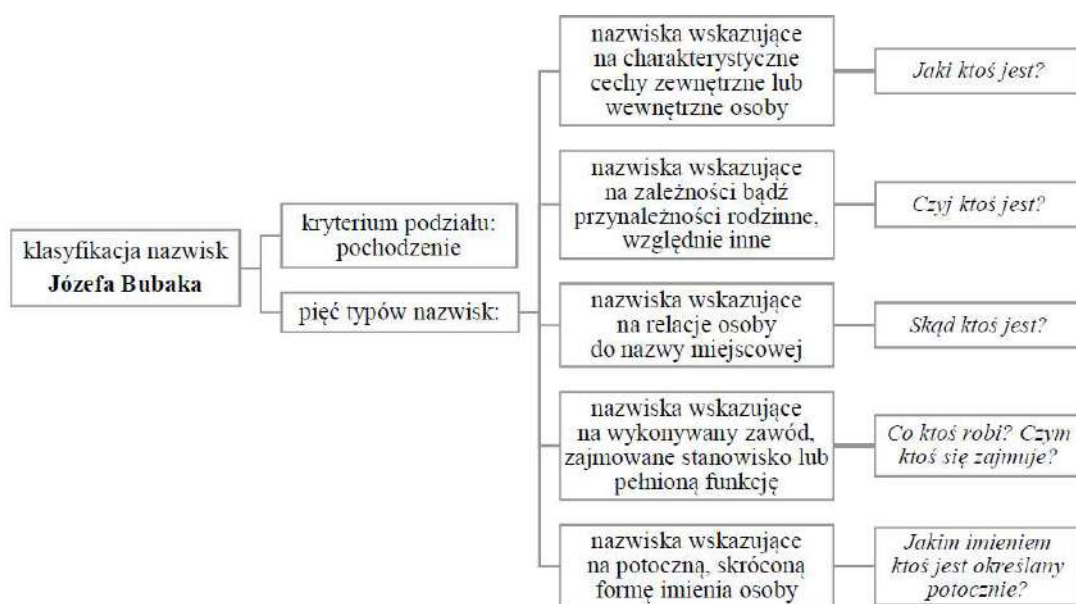 klasyfikacja nazwisk
Józefa Bubaka
kryterium podziału:
pochodzenie
pięć typów nazwisk:
nazwiska wskazujące
na charakterystyczne
cechy zewnętrzne lub
wewnętrzne osoby
Jaki ktoś jest?
nazwiska wskazujące
na zależności bądź
przynależności rodzinne,
względnie inne
Czyj ktoś jest?
nazwiska wskazujące
na relacje osoby
do nazwy miejscowej
Skąd ktoś jest?
nazwiska wskazujące
na wykonywany zawód,
zajmowane stanowisko lub
pełnioną funkcję
Co ktoś robi? Czym
ktoś się zajmuje?
nazwiska wskazujące
na potoczną, skróconą
formę imienia osoby
Jakim imieniem
ktoś jest określany
potocznie?